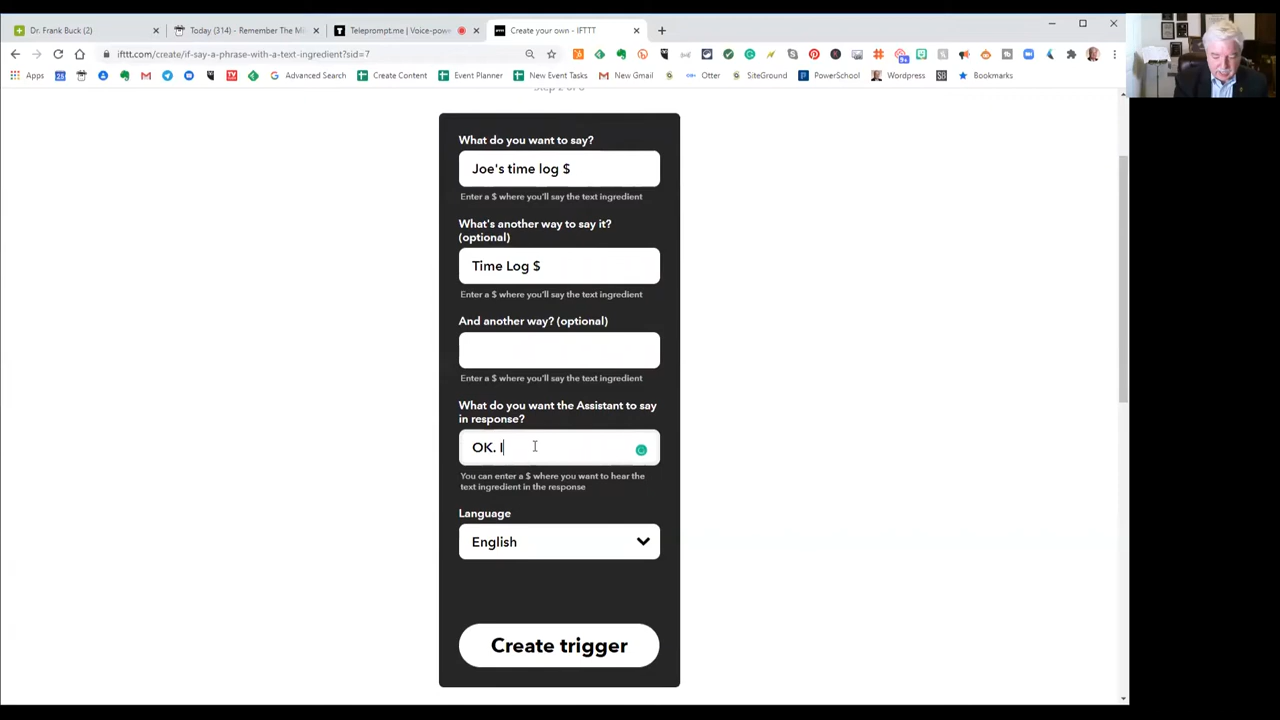 Dr. Frank Buck (2)
Today (314) - Remember The Mi
Teleprompt.me | Voice-powe
Create your own - IFTTT
ifttt.com/create/if-say-a-phrase-with-a-text-ingredient?sid=7
9+
Apps
Advanced Search
Create Content
Event Planner
New Event Tasks
New Gmail
Otter
SiteGround
PowerSchool
Wordpress
Bookmarks
What do you want to say?
Joe's time log $
Enter a $ where you'll say the text ingredient
What's another way to say it?
(optional)
Time Log $
Enter a $ where you'll say the text ingredient
And another way? (optional)
Enter a $ where you'll say the text ingredient
What do you want the Assistant to say
in response?
OK. I
You can enter a $ where you want to hear the
text ingredient in the response
Language
English
Create trigger